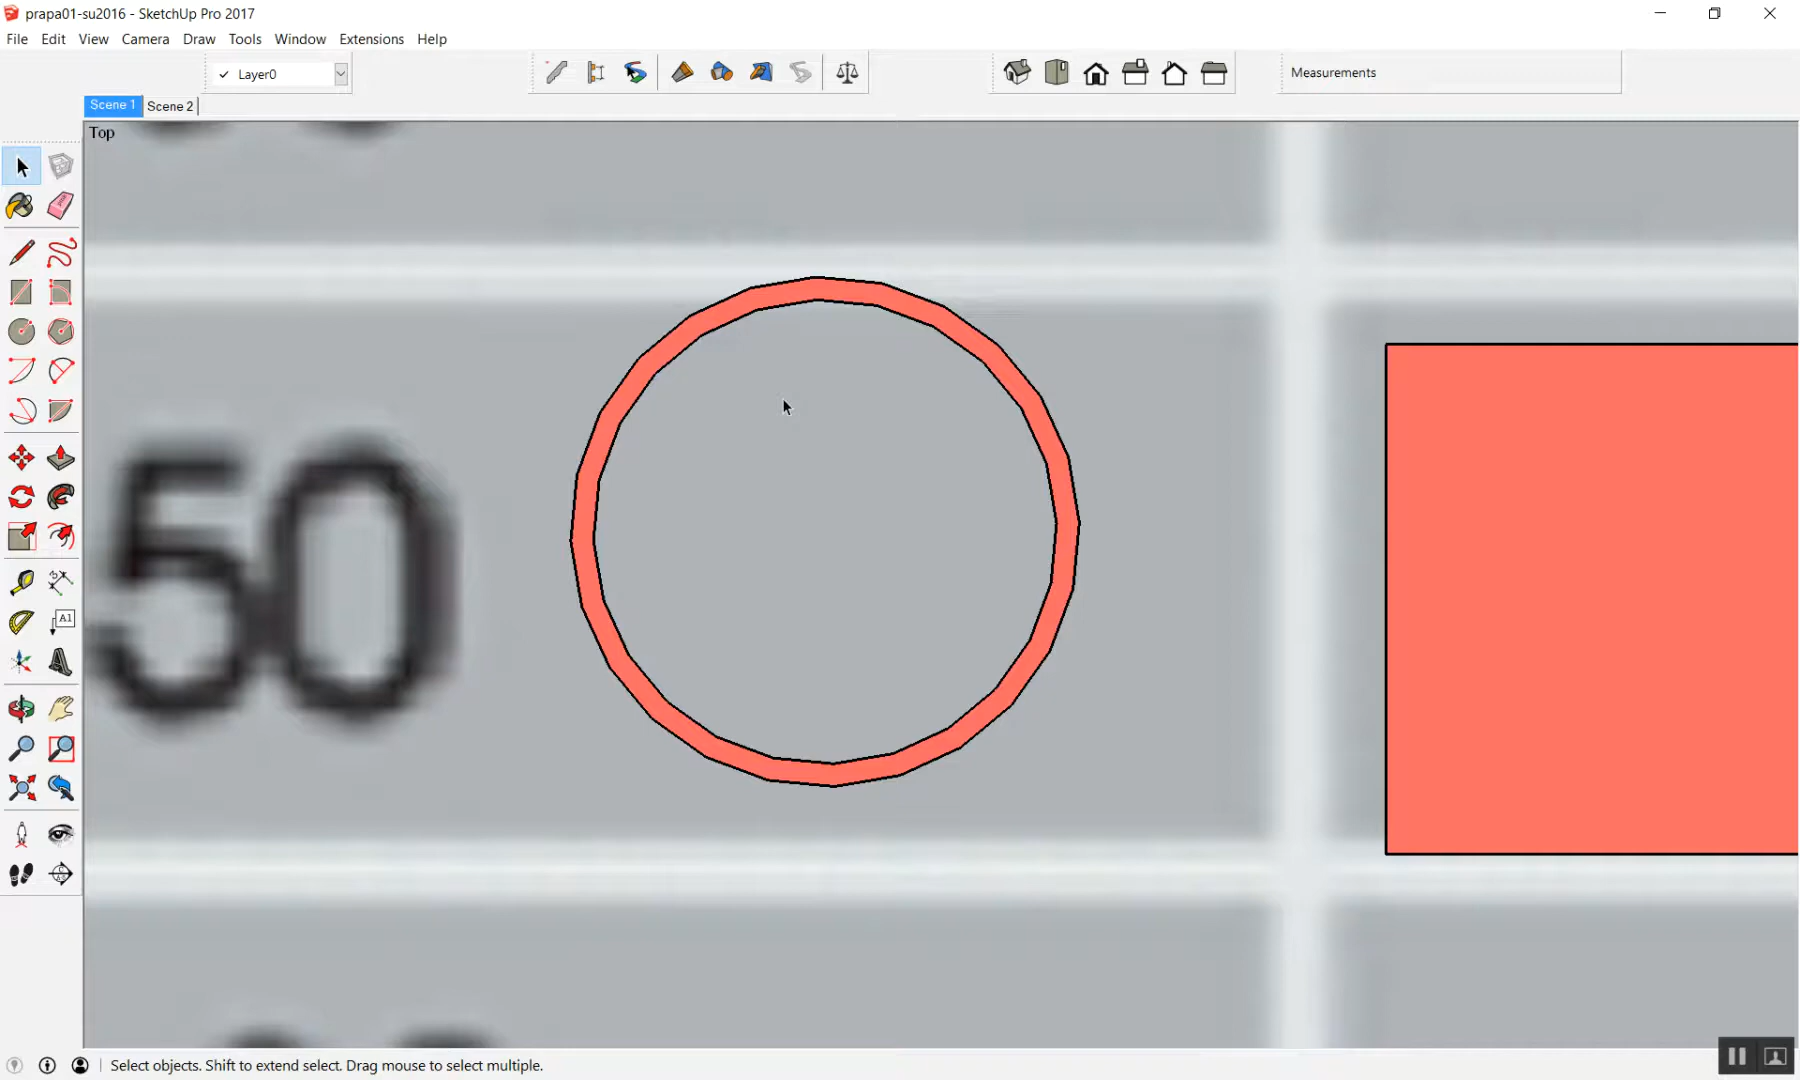 prapa01-su2016 - SketchUp Pro 2017
File Edit View Camera Draw Tools Window Extensions Help
Layer0
Measurements
Scene 1 Scene 2
Top
50
A1
Select objects. Shift to extend select. Drag mouse to select multiple.